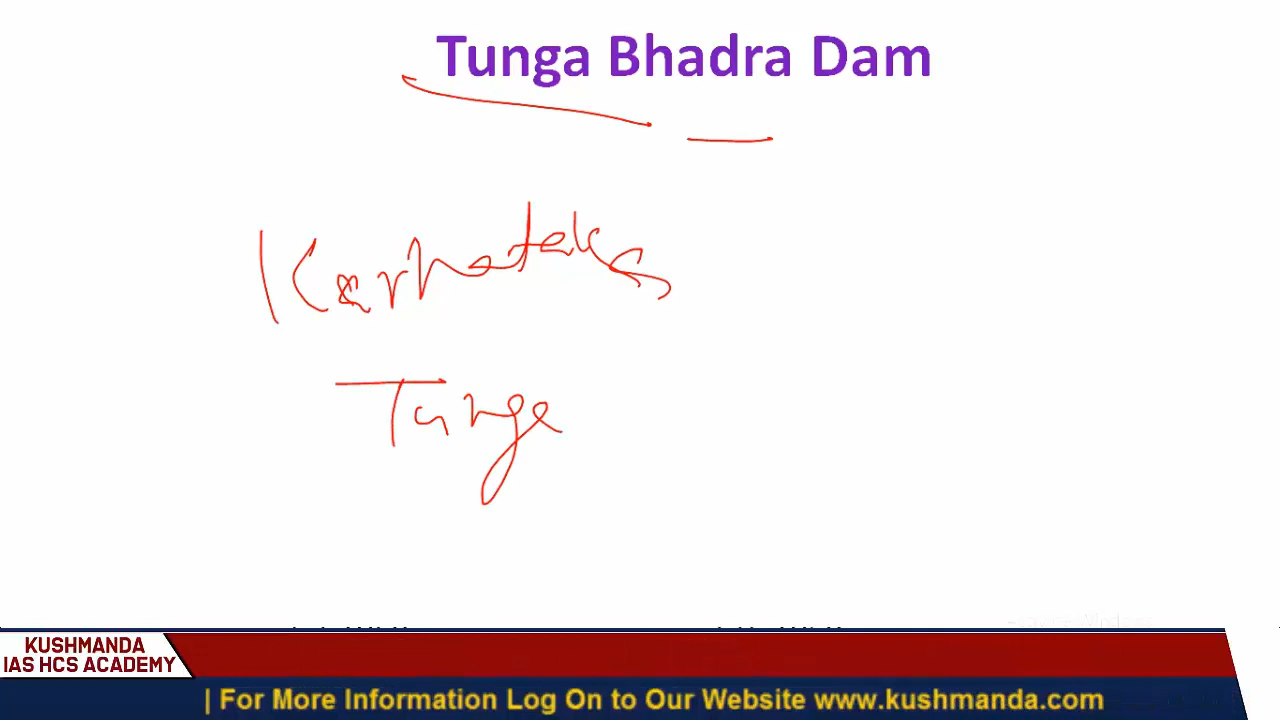 Tunga Bhadra Dam
Karnataka
Tunga
KUSHMANDA
IAS HCS ACADEMY
| For More Information Log On to Our Website www.kushmanda.com